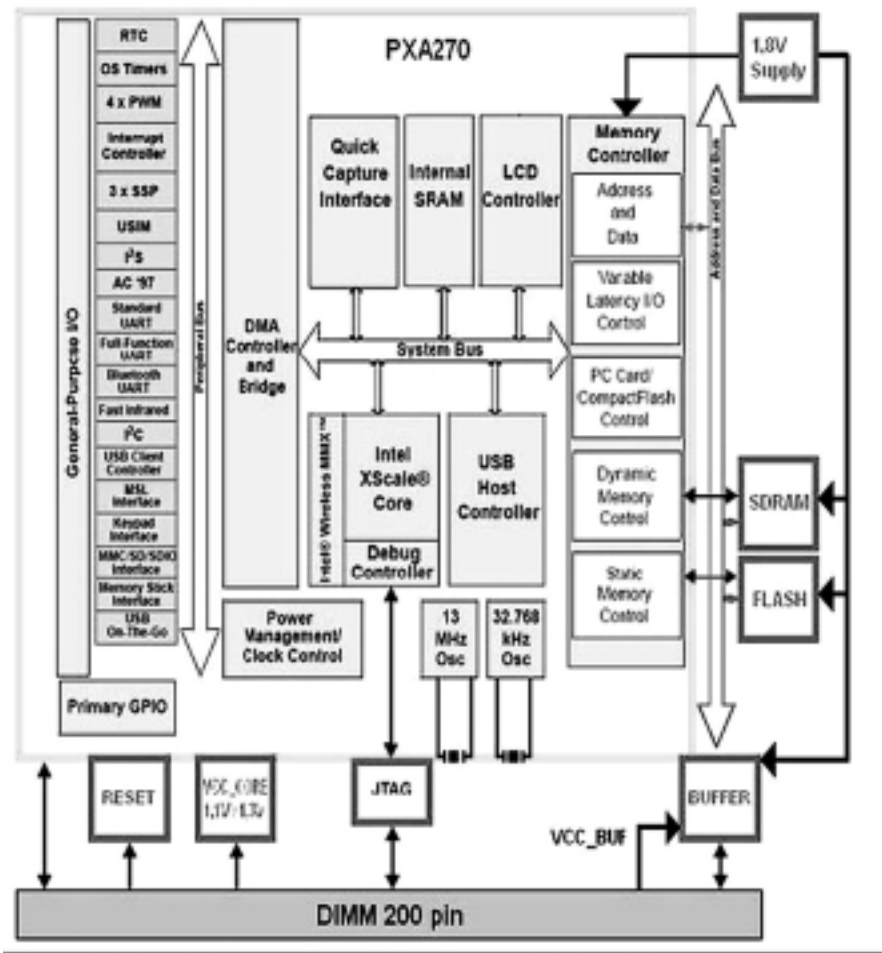 PXA270
1,8V
Supply
General-Purpose I/O
RTC
OS Timers
4 x PWM
Interrupt
Controller
3 x SSP
USIM
I²S
AC '97
Standard
UART
Full-Function
UART
Bluetooth
UART
Fast Infrared
I²C
USB Client
Controller
MSL
Interface
Keypad
Interface
MMC/SD/SDIO
Interface
Memory Stick
Interface
USB
On-The-Go
Peripheral Bus
DMA
Controller
and
Bridge
Quick
Capture
Interface
Internal
SRAM
LCD
Controller
System Bus
Intel® Wireless MMX™
Intel
XScale®
Core
Debug
Controller
USB
Host
Controller
Memory
Controller
Address
and
Data
Variable
Latency I/O
Control
PC Card/
CompactFlash
Control
Dynamic
Memory
Control
Static
Memory
Control
Address and Data Bus
SDRAM
FLASH
Power
Management/
Clock Control
13
MHz
Osc
32.768
kHz
Osc
Primary GPIO
RESET
VCC_CORE
JTAG
BUFFER
VCC_BUF
DIMM 200 pin